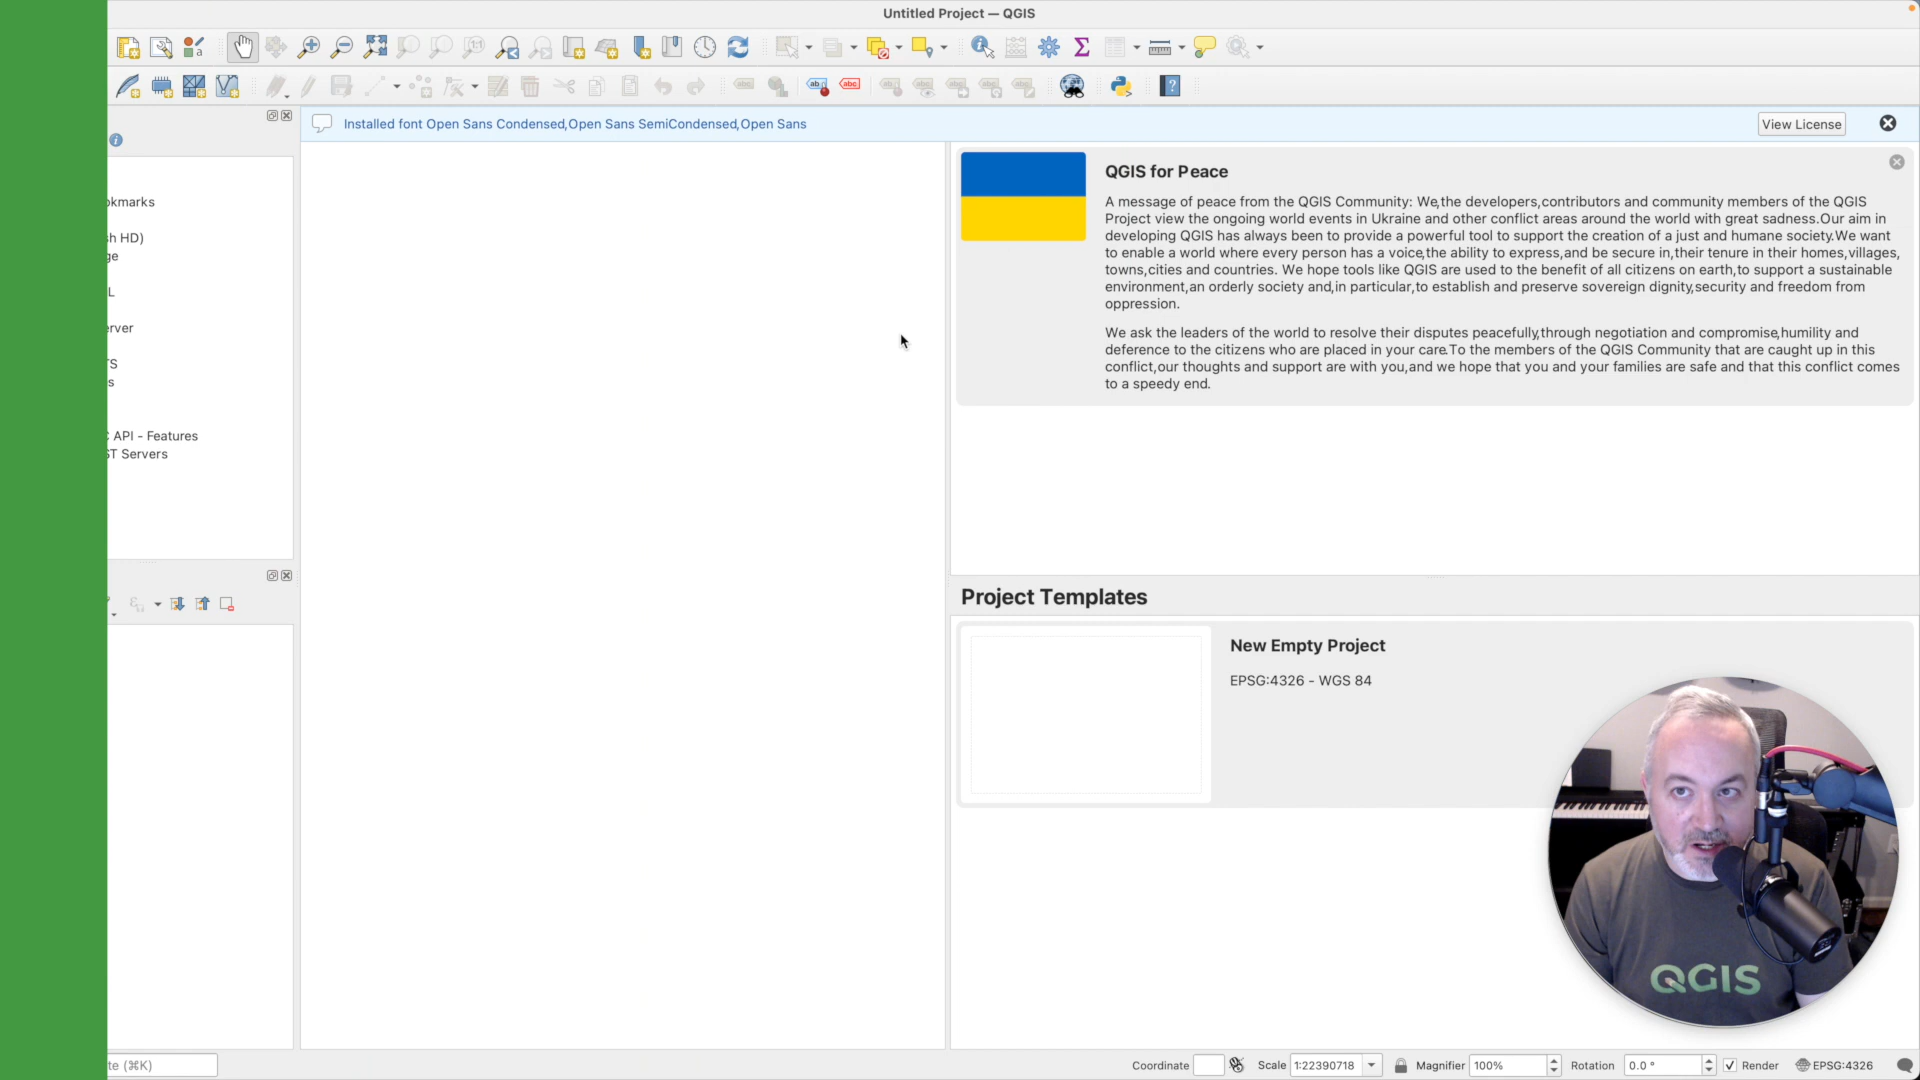 Untitled Project — QGIS
Installed font Open Sans Condensed,Open Sans SemiCondensed,Open Sans
View License
okmarks
sh HD)
ge
L
erver
TS
s
C API - Features
ST Servers
QGIS for Peace
A message of peace from the QGIS Community: We,the developers,contributors and community members of the QGIS
Project view the ongoing world events in Ukraine and other conflict areas around the world with great sadness.Our aim in
developing QGIS has always been to provide a powerful tool to support the creation of a just and humane society.We want
to enable a world where every person has a voice,the ability to express,and be secure in,their tenure in their homes,villages,
towns,cities and countries. We hope tools like QGIS are used to the benefit of all citizens on earth,to support a sustainable
environment,an orderly society and,in particular,to establish and preserve sovereign dignity,security and freedom from
oppression.
We ask the leaders of the world to resolve their disputes peacefully,through negotiation and compromise,humility and
deference to the citizens who are placed in your care.To the members of the QGIS Community that are caught up in this
conflict,our thoughts and support are with you,and we hope that you and your families are safe and that this conflict comes
to a speedy end.
Project Templates
New Empty Project
EPSG:4326 - WGS 84
QGIS
te (⌘K)
Coordinate
Scale 1:22390718
Magnifier 100%
Rotation 0.0 °
Render
EPSG:4326